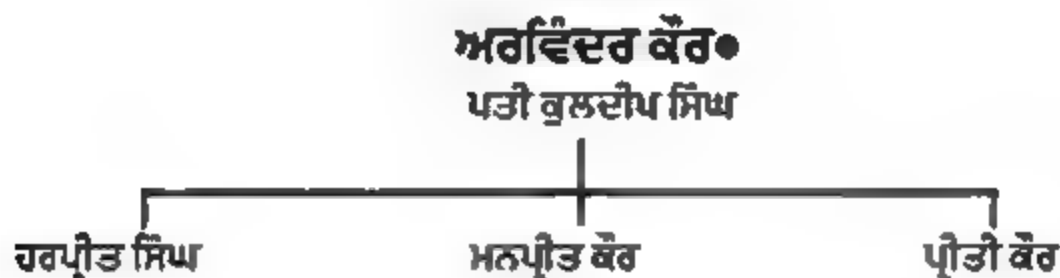 ਅਰਵਿੰਦਰ ਕੌਰ●
ਪਤੀ ਕੁਲਦੀਪ ਸਿੰਘ
ਹਰਪ੍ਰੀਤ ਸਿੰਘ ਮਨਪ੍ਰੀਤ ਕੌਰ ਪ੍ਰੀਤੀ ਕੌਰ